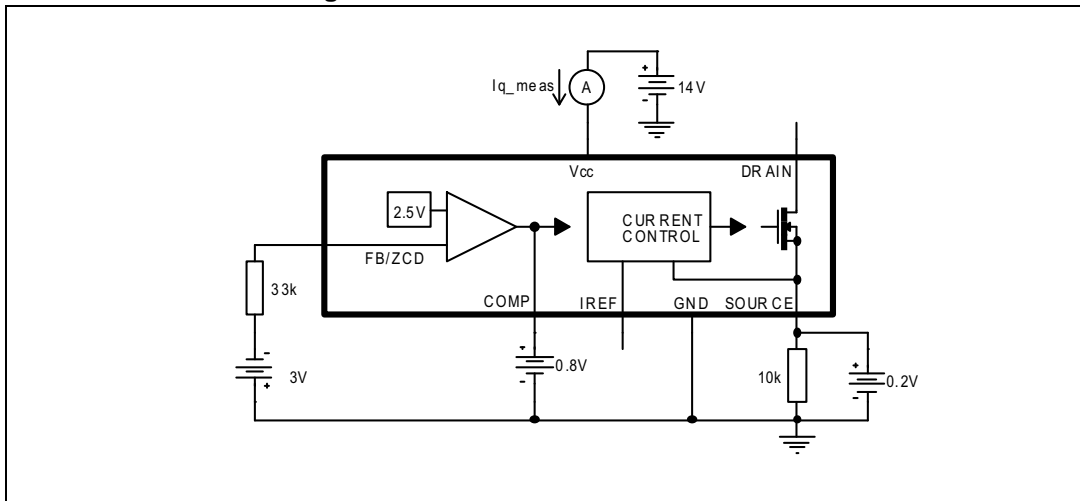 g
Iq_meas
A
+
14V
-
Vcc
DRAIN
2.5V
CURRENT
CONTROL
FB/ZCD
COMP
IREF
GND
SOURCE
33k
-
3V
+
+
0.8V
-
10k
+
0.2V
-